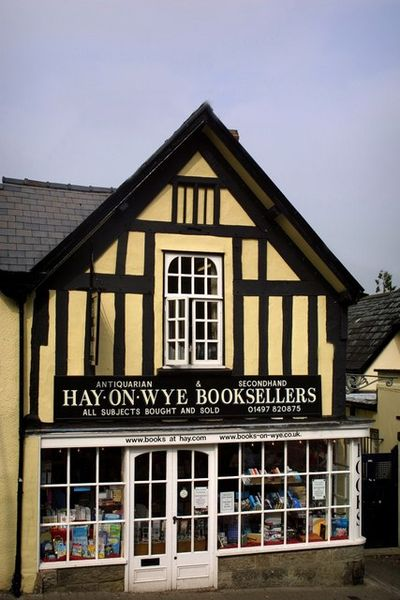 ANTIQUARIAN & SECONDHAND
HAY-ON-WYE BOOKSELLERS
ALL SUBJECTS BOUGHT AND SOLD 01497 820875
www.books at hay.com www.books-on-wye.co.uk